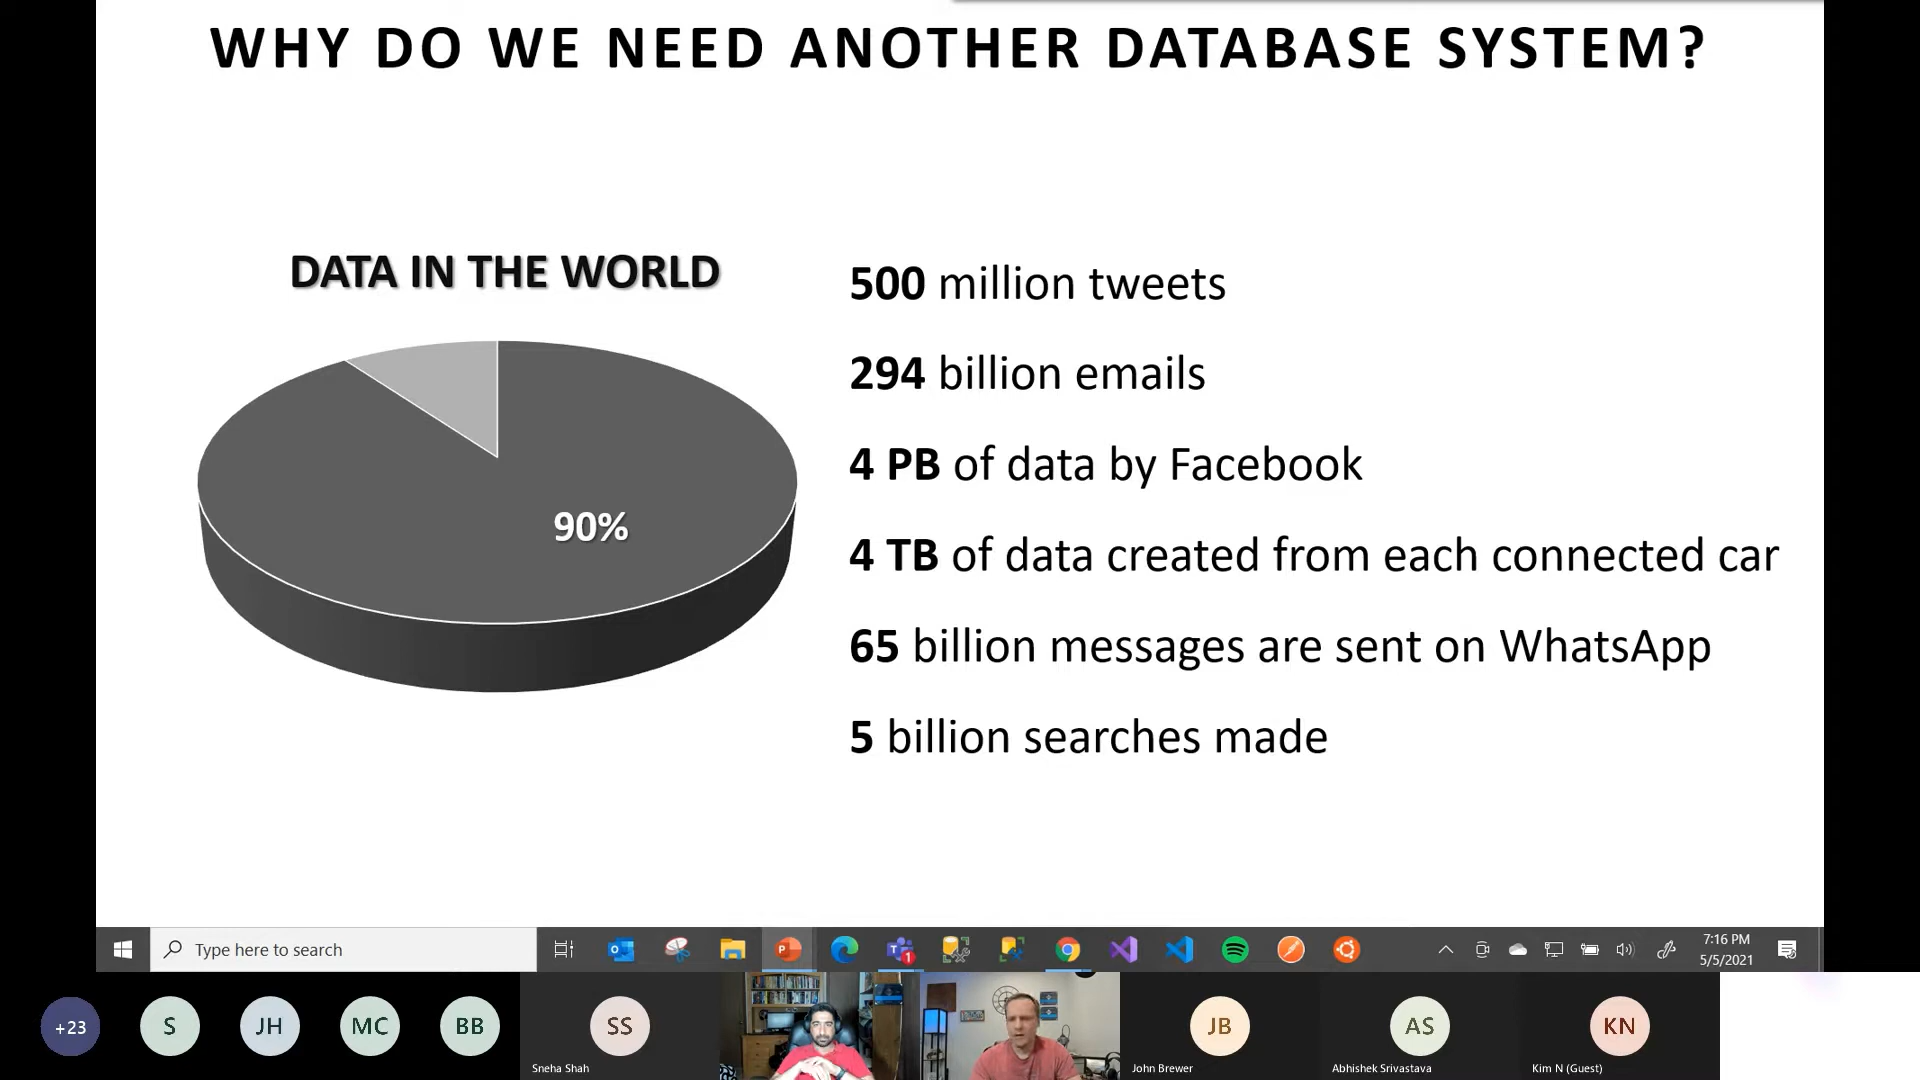 WHY DO WE NEED ANOTHER DATABASE SYSTEM?
DATA IN THE WORLD
90%
500 million tweets
294 billion emails
4 PB of data by Facebook
4 TB of data created from each connected car
65 billion messages are sent on WhatsApp
5 billion searches made
Type here to search
1
7:16 PM
5/5/2021
+23
S
JH
MC
BB
SS
Sneha Shah
JB
John Brewer
AS
Abhishek Srivastava
KN
Kim N (Guest)